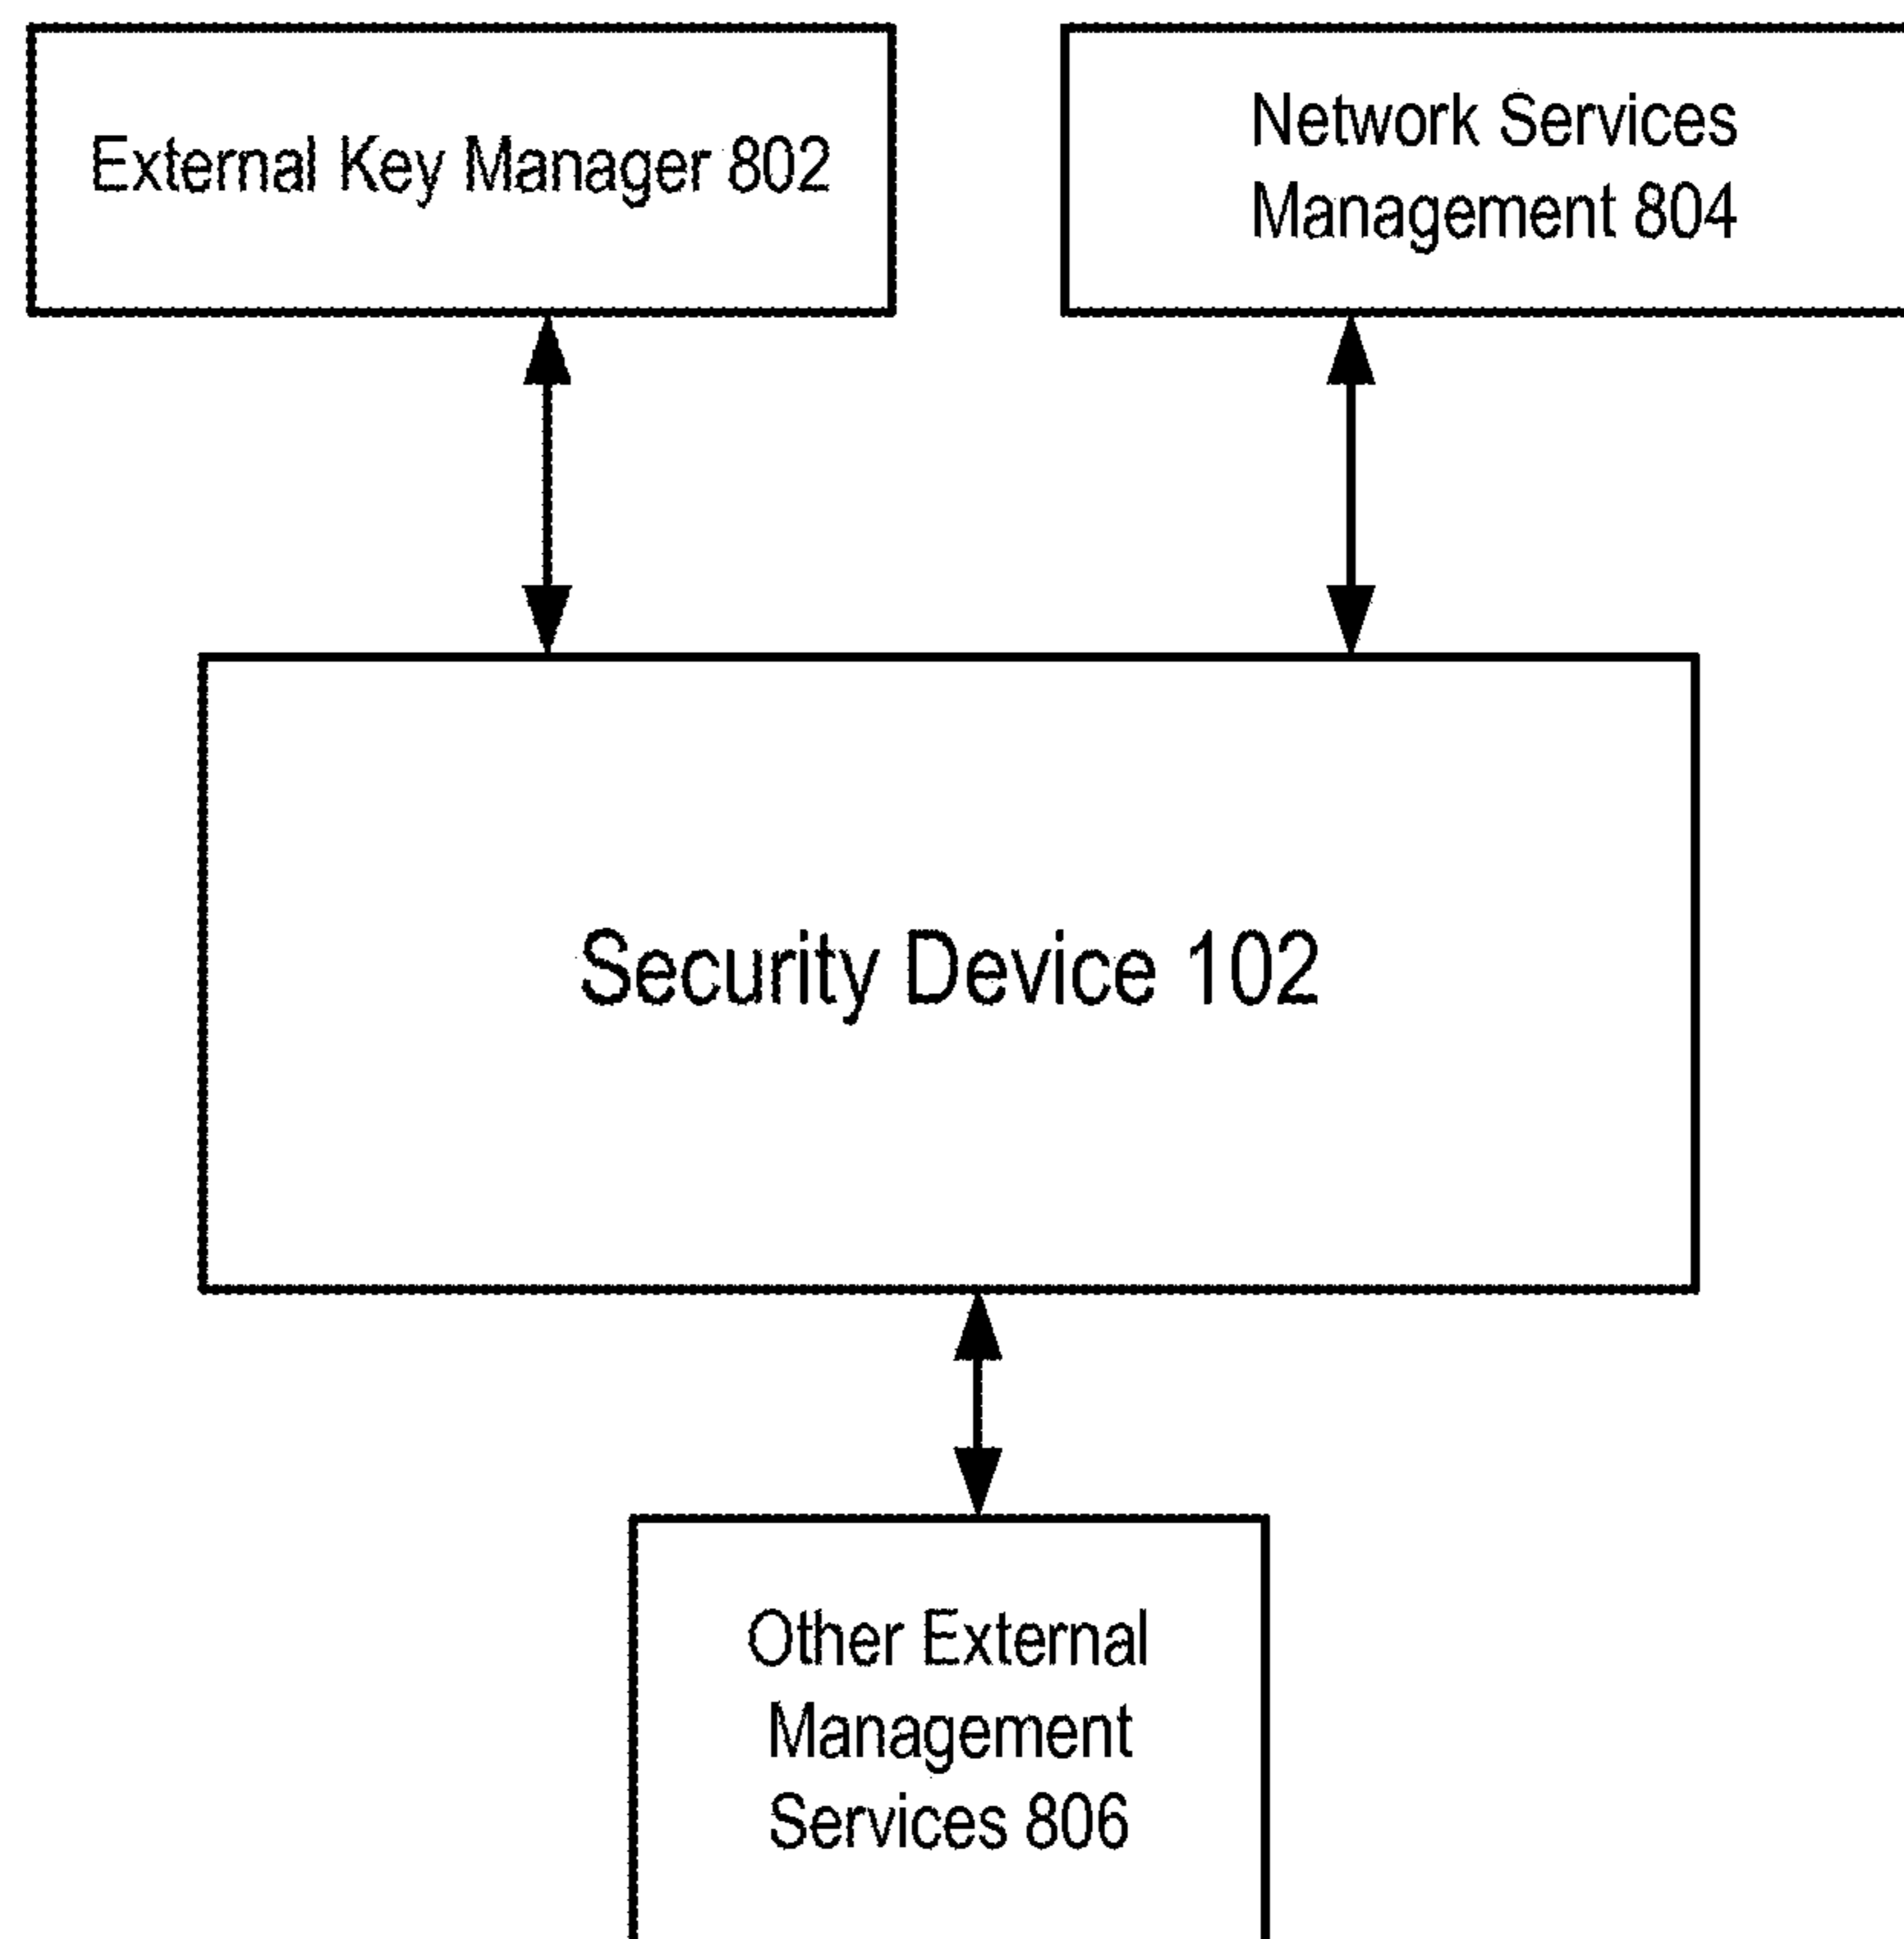 External Key Manager 802
Network Services
Management 804
Security Device 102
Other External
Management
Services 806